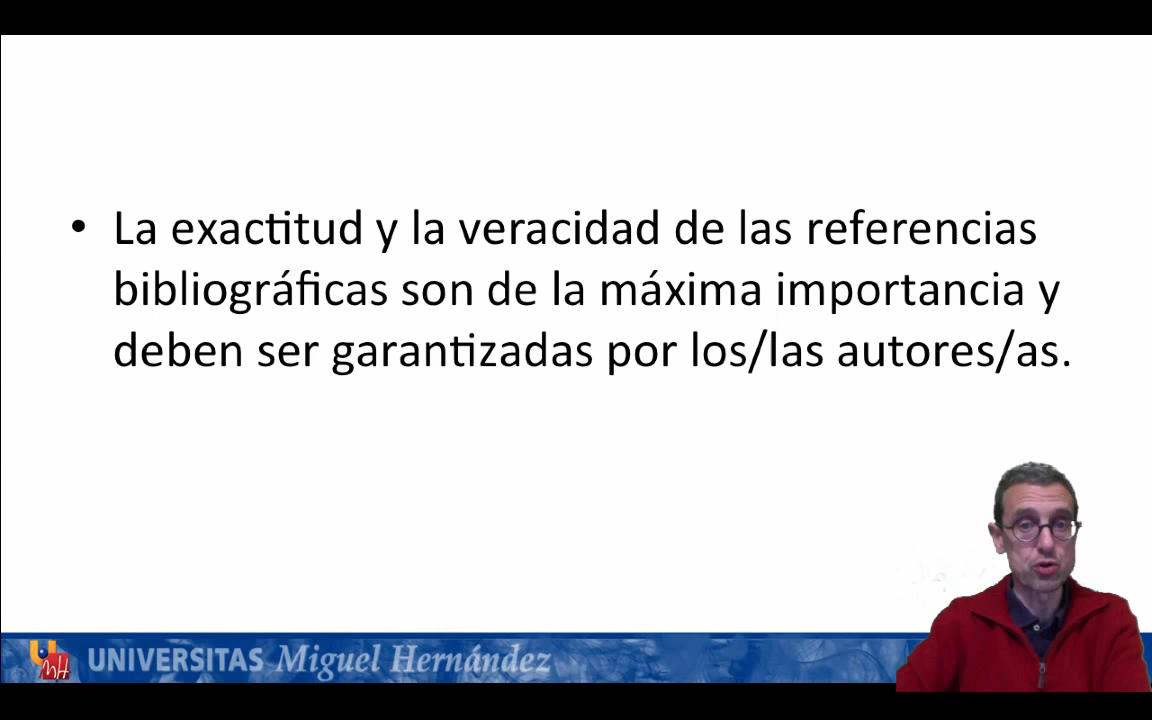 • La exactitud y la veracidad de las referencias
bibliográficas son de la máxima importancia y
deben ser garantizadas por los/las autores/as.
UNIVERSITAS Miguel Hernández